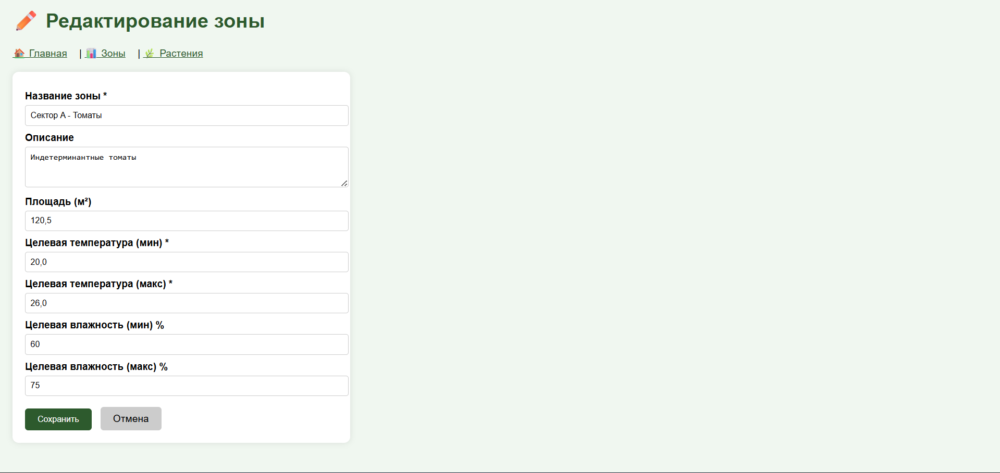 Редактирование зоны
Главная | Зоны | Растения
Название зоны *
Сектор А - Томаты
Описание
Индетерминантные томаты
Площадь (м²)
120,5
Целевая температура (мин) *
20,0
Целевая температура (макс) *
26,0
Целевая влажность (мин) %
60
Целевая влажность (макс) %
75
Сохранить Отмена